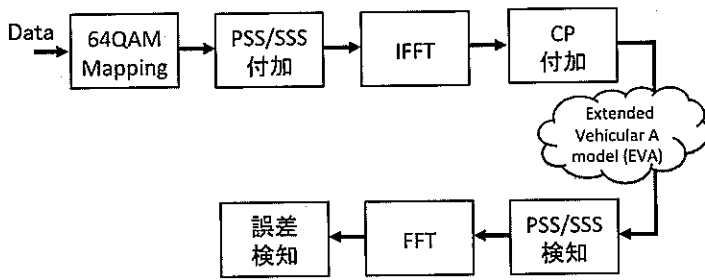 Data
64QAM
Mapping
PSS/SSS
付加
IFFT
CP
付加
Extended
Vehicular A
model (EVA)
誤差
検知
FFT
PSS/SSS
検知